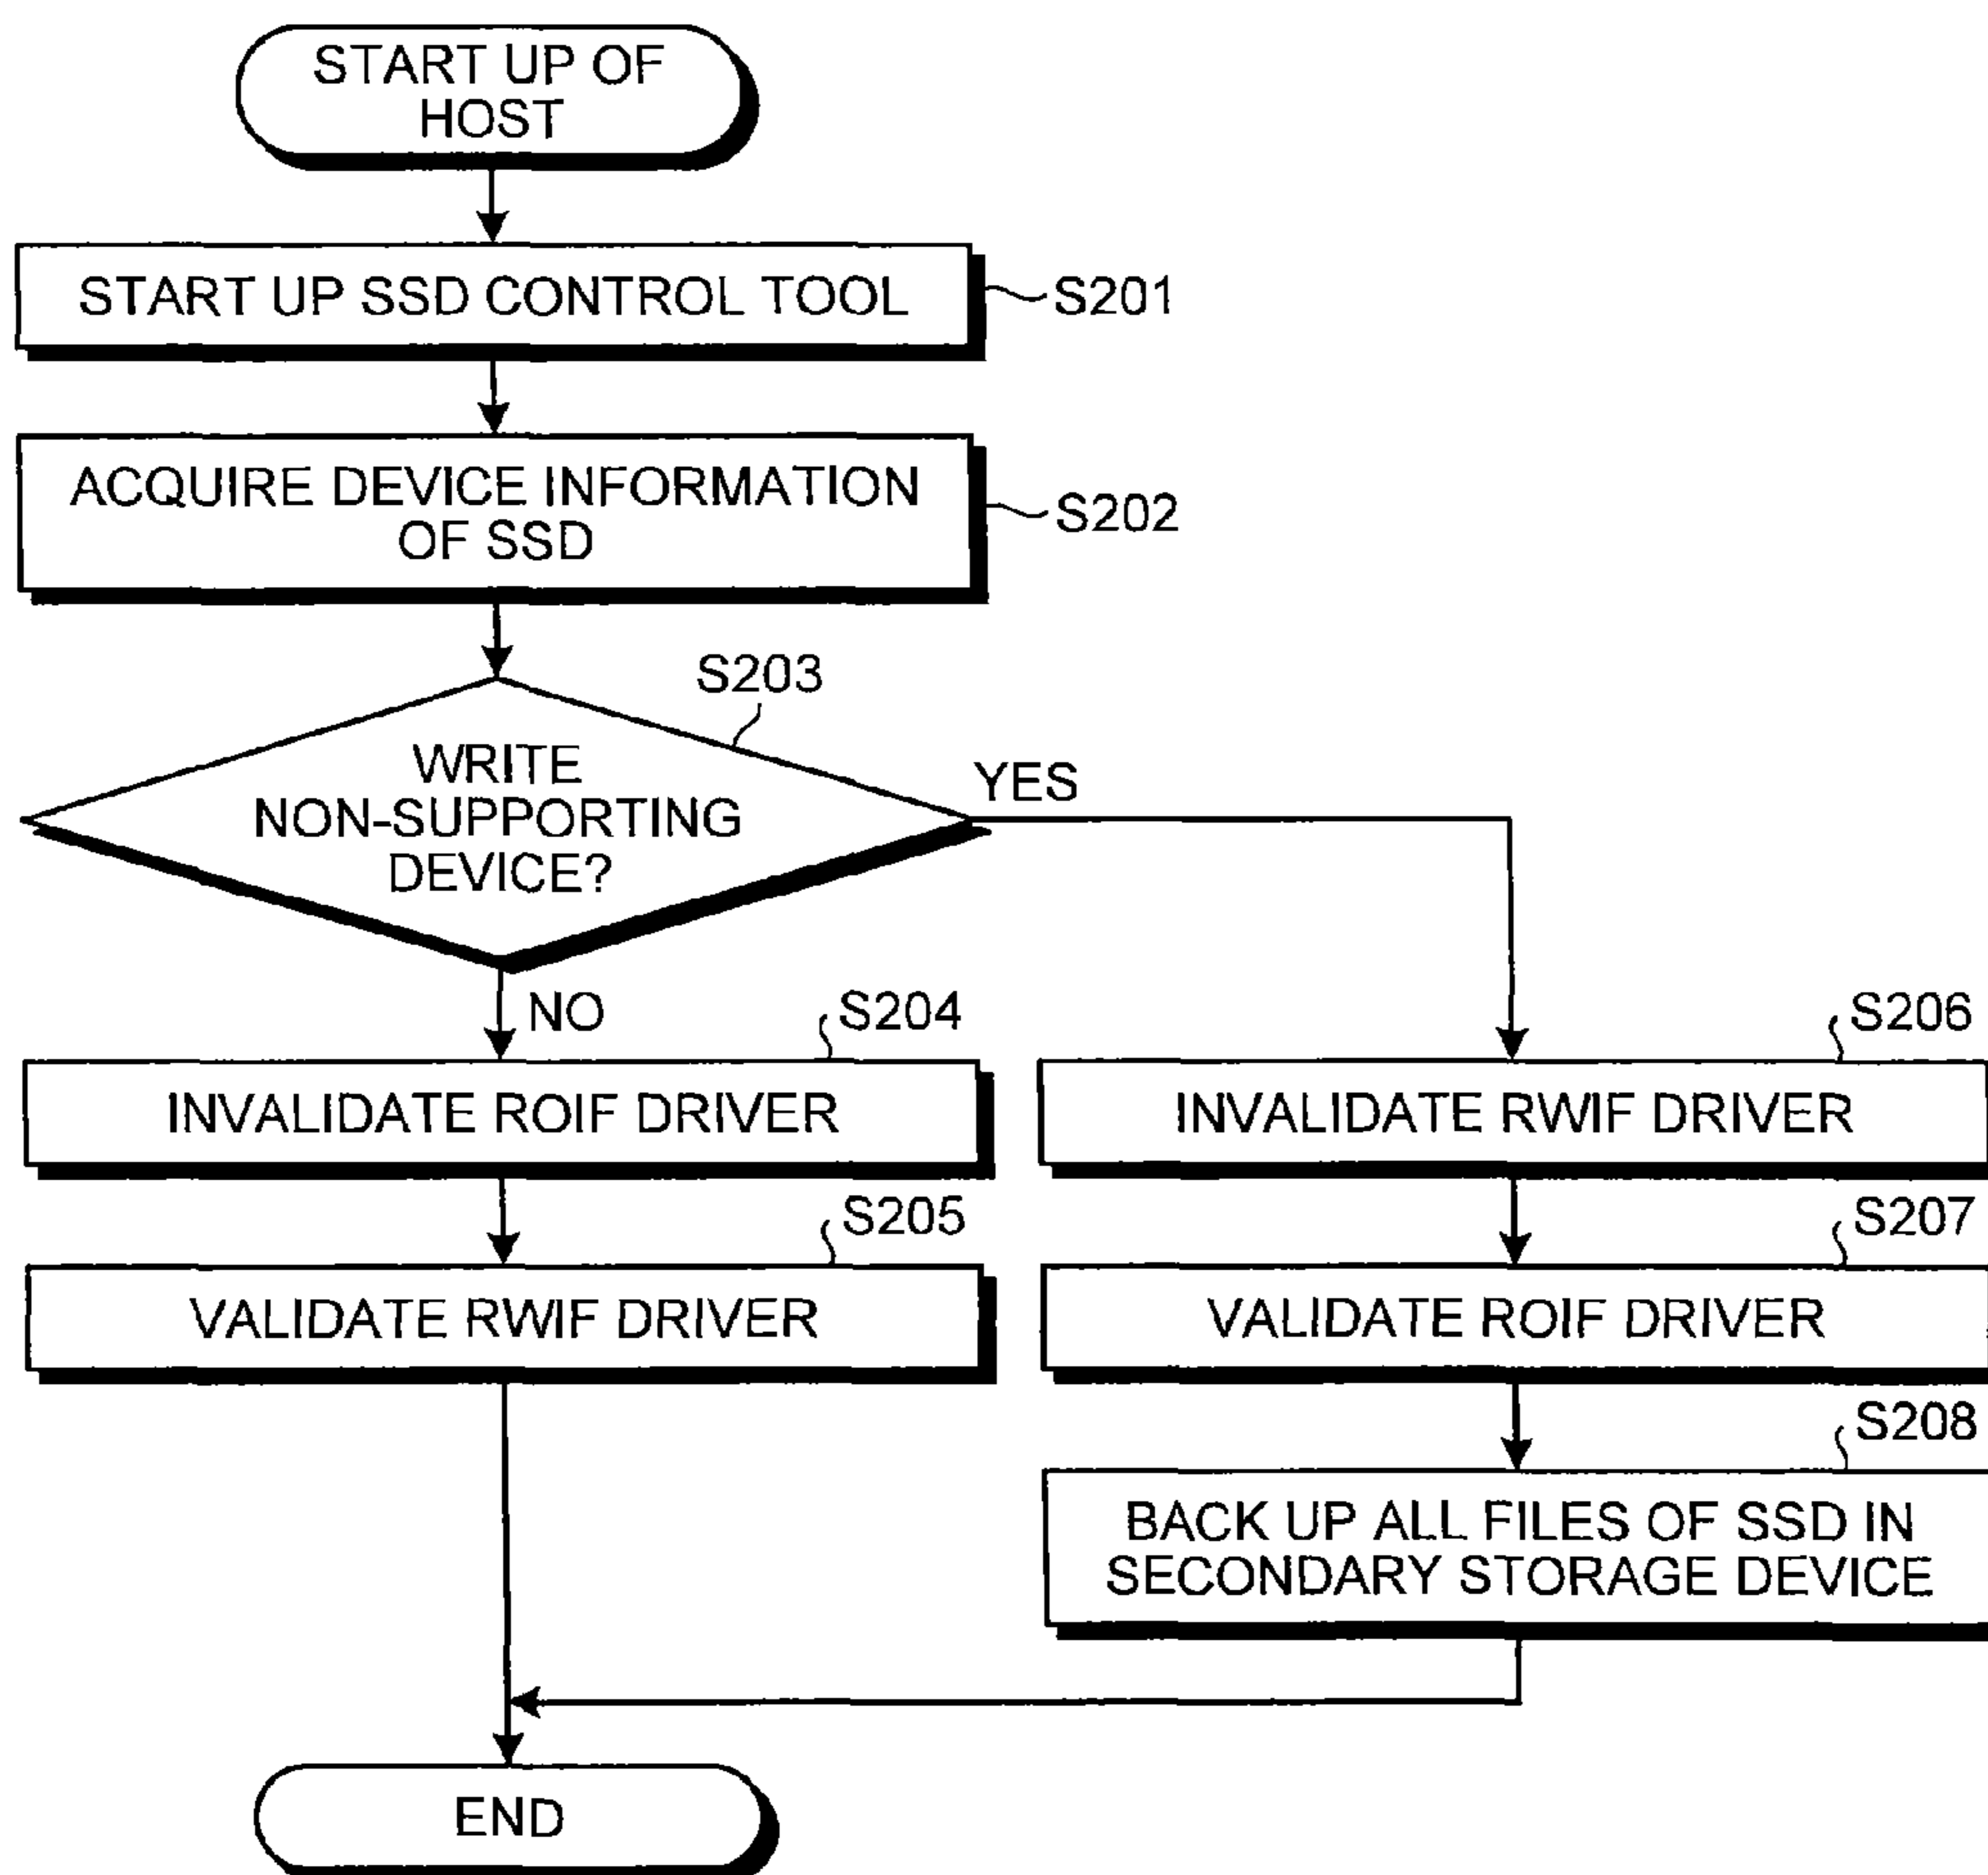 START UP OF
HOST
START UP SSD CONTROL TOOL
S201
ACQUIRE DEVICE INFORMATION
OF SSD
S202
S203
WRITE
NON-SUPPORTING
DEVICE?
YES
NO
S204
INVALIDATE ROIF DRIVER
S205
VALIDATE RWIF DRIVER
S206
INVALIDATE RWIF DRIVER
S207
VALIDATE ROIF DRIVER
S208
BACK UP ALL FILES OF SSD IN
SECONDARY STORAGE DEVICE
END